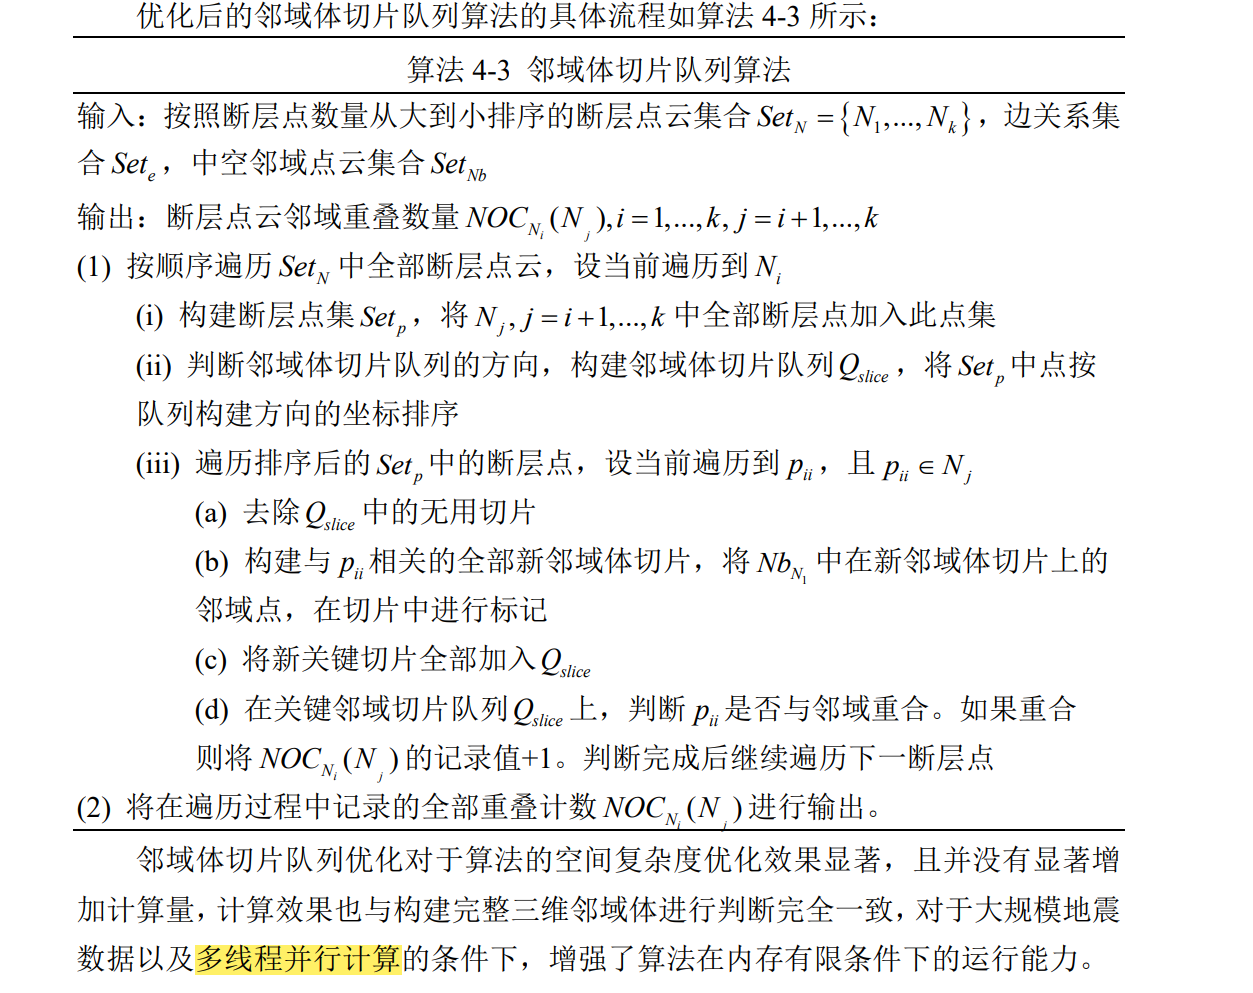 优化后的邻域体切片队列算法的具体流程如算法 4-3 所示：
算法 4-3 邻域体切片队列算法
输入：按照断层点数量从大到小排序的断层点云集合 Set_N = {N_1,..., N_k}，边关系集
合 Set_e，中空邻域点云集合 Set_Nb
输出：断层点云邻域重叠数量 NOC_{N_i}(N_j), i = 1,..., k, j = i+1,..., k
(1) 按顺序遍历 Set_N 中全部断层点云，设当前遍历到 N_i
(i) 构建断层点集 Set_p，将 N_j, j = i+1,..., k 中全部断层点加入此点集
(ii) 判断邻域体切片队列的方向，构建邻域体切片队列 Q_slice，将 Set_p 中点按
队列构建方向的坐标排序
(iii) 遍历排序后的 Set_p 中的断层点，设当前遍历到 p_ii，且 p_ii ∈ N_j
(a) 去除 Q_slice 中的无用切片
(b) 构建与 p_ii 相关的全部新邻域体切片，将 Nb_{N_1} 中在新邻域体切片上的
邻域点，在切片中进行标记
(c) 将新关键切片全部加入 Q_slice
(d) 在关键邻域切片队列 Q_slice 上，判断 p_ii 是否与邻域重合。如果重合
则将 NOC_{N_i}(N_j) 的记录值+1。判断完成后继续遍历下一断层点
(2) 将在遍历过程中记录的全部重叠计数 NOC_{N_i}(N_j) 进行输出。
邻域体切片队列优化对于算法的空间复杂度优化效果显著，且并没有显著增
加计算量，计算效果也与构建完整三维邻域体进行判断完全一致，对于大规模地震
数据以及多线程并行计算的条件下，增强了算法在内存有限条件下的运行能力。